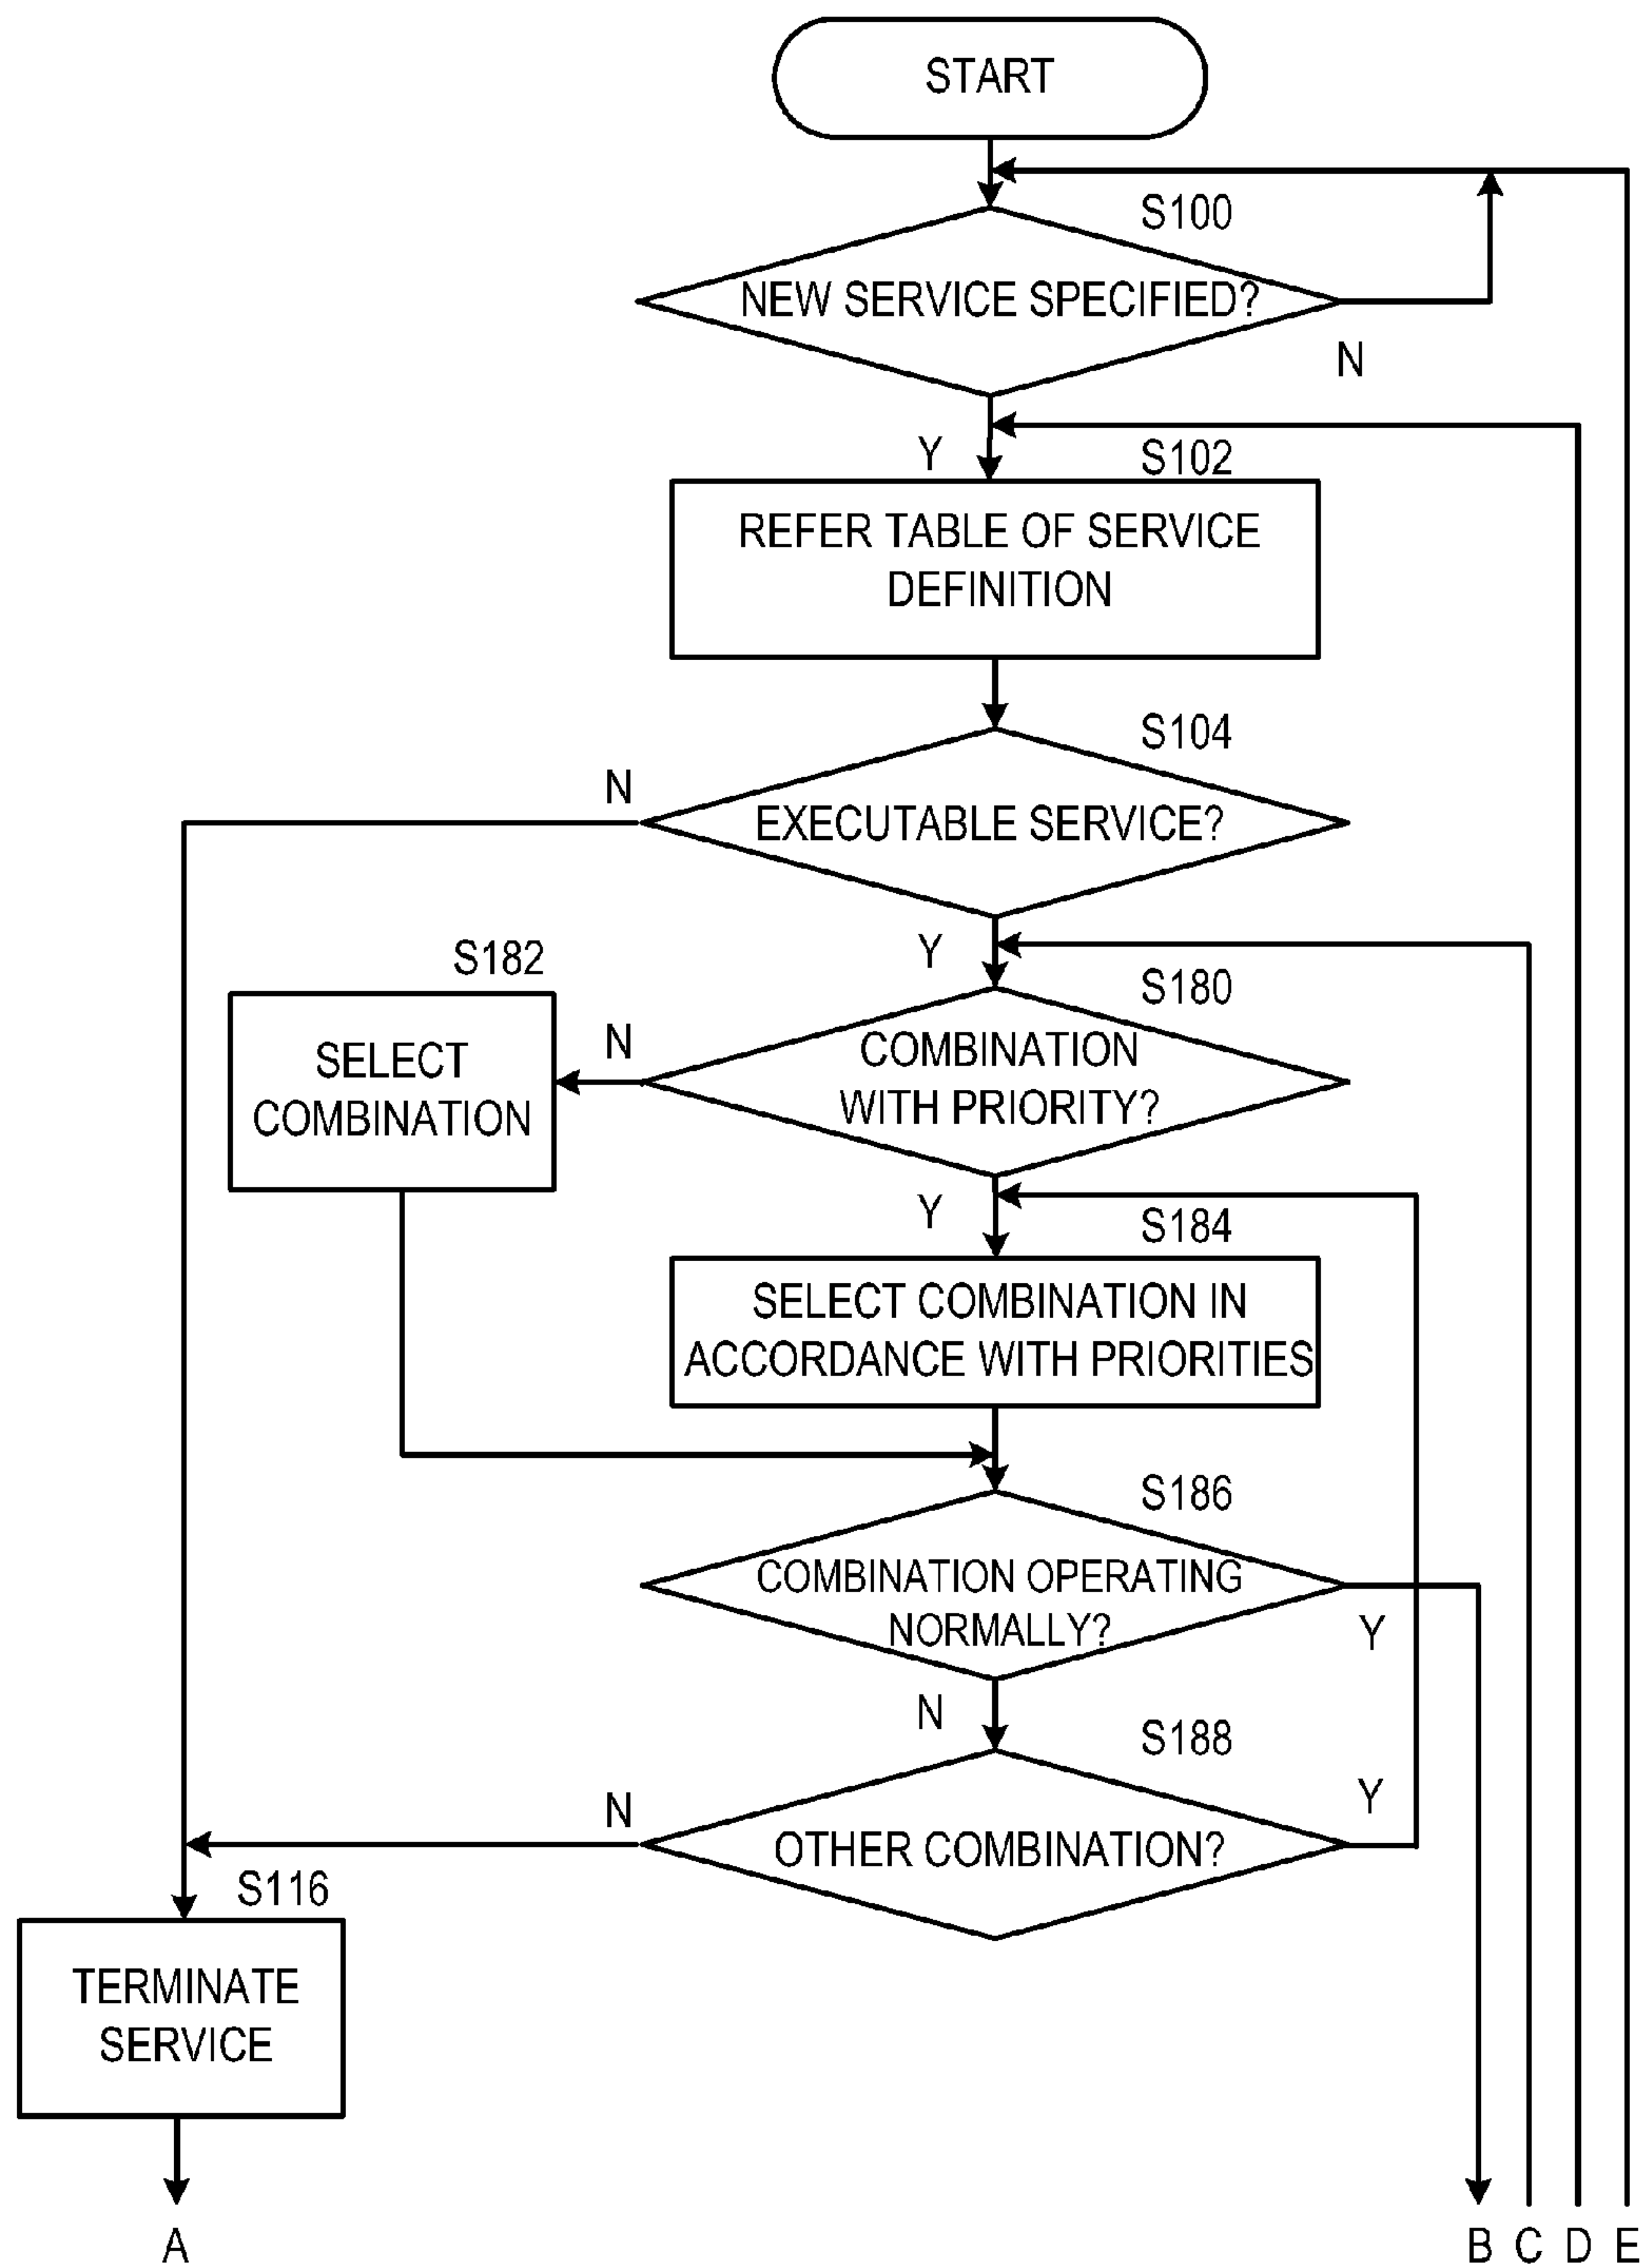 START
S100
NEW SERVICE SPECIFIED?
N
Y
S102
REFER TABLE OF SERVICE
DEFINITION
S104
N
EXECUTABLE SERVICE?
Y
S182
S180
SELECT
COMBINATION
N
COMBINATION
WITH PRIORITY?
Y
S184
SELECT COMBINATION IN
ACCORDANCE WITH PRIORITIES
S186
COMBINATION OPERATING
NORMALLY?
Y
N
S188
N
Y
OTHER COMBINATION?
S116
TERMINATE
SERVICE
A
B C D E